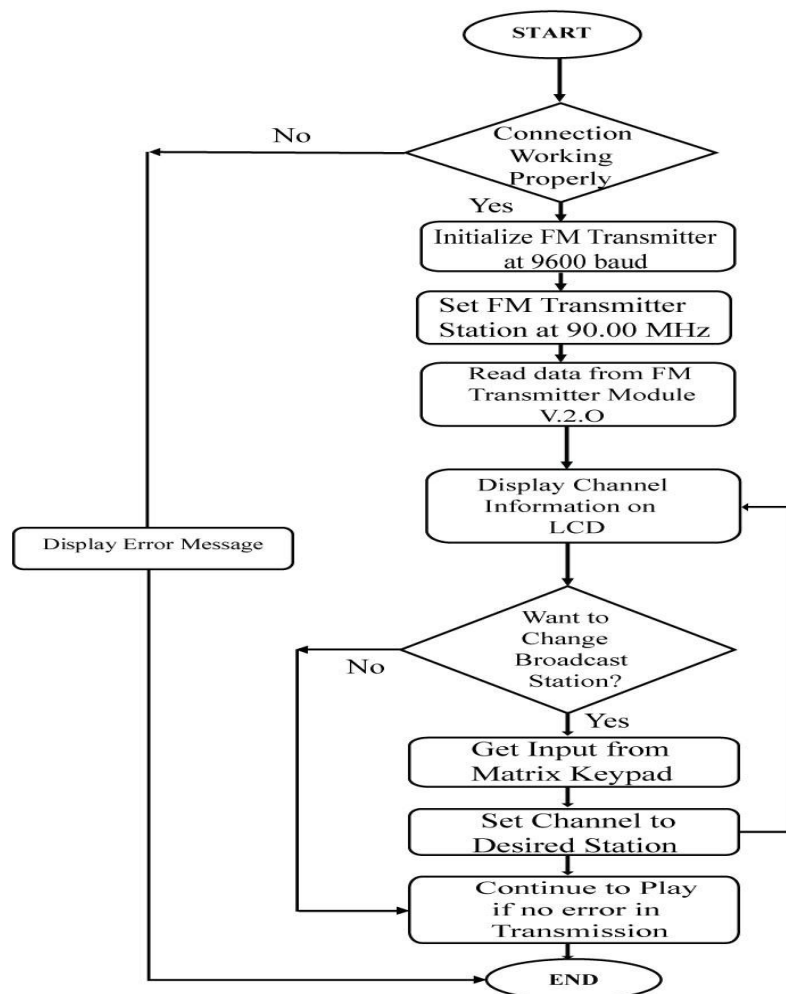 START
No
Connection
Working
Properly
Yes
Initialize FM Transmitter
at 9600 baud
Set FM Transmitter
Station at 90.00 MHz
Read data from FM
Transmitter Module
V.2.O
Display Channel
Information on
LCD
Display Error Message
Want to
Change
Broadcast
Station?
No
Yes
Get Input from
Matrix Keypad
Set Channel to
Desired Station
Continue to Play
if no error in
Transmission
END